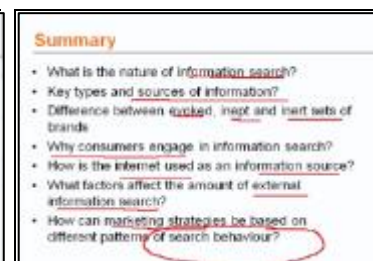 Summary
• What is the nature of information search?
• Key types and sources of information?
• Difference between evoked, inept and inert sets of
brands
• Why consumers engage in information search?
• How is the internet used as an information source?
• What factors affect the amount of external
information search?
• How can marketing strategies be based on
different patterns of search behaviour?